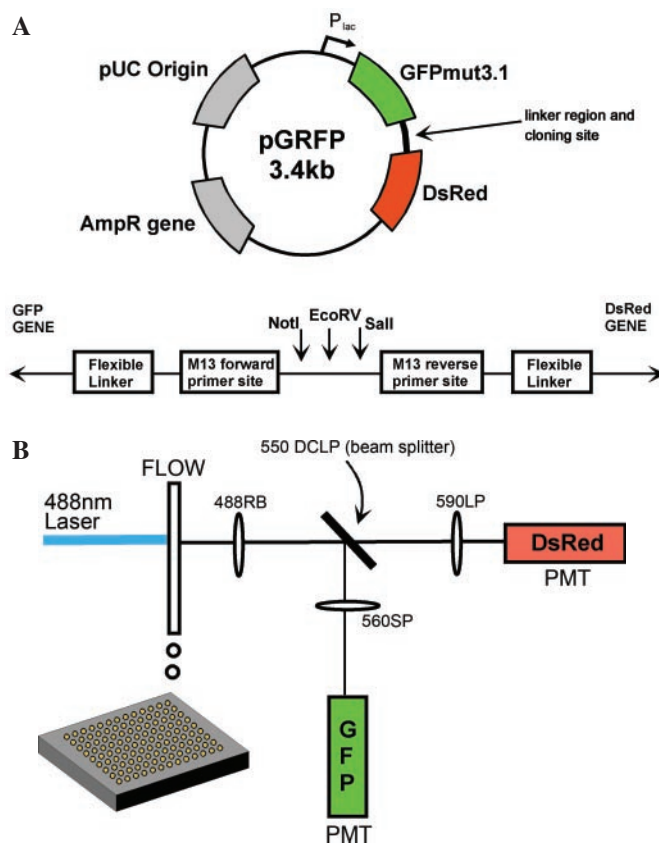 A
P lac
pUC Origin
GFPmut3.1
linker region and
cloning site
pGRFP
3.4kb
DsRed
AmpR gene
GFP
GENE
NotI
EcoRV
SalI
DsRed
GENE
Flexible
Linker
M13 forward
primer site
M13 reverse
primer site
Flexible
Linker
B
550 DCLP (beam splitter)
FLOW
488nm
Laser
488RB
590LP
DsRed
PMT
560SP
GFP
PMT